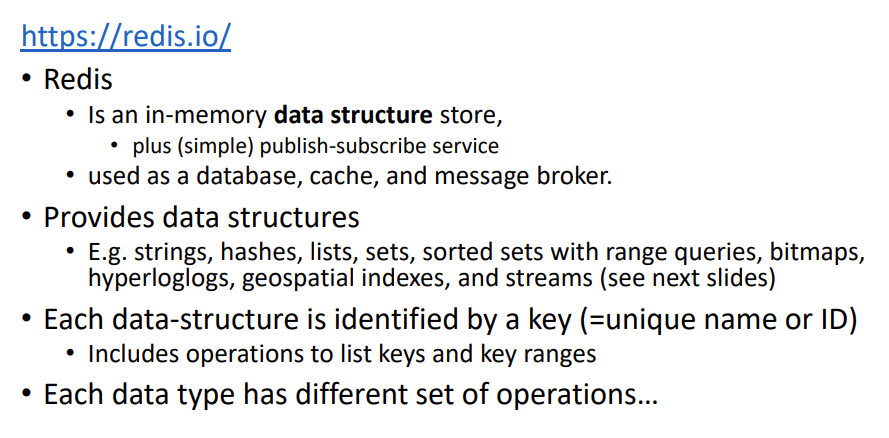 https://redis.io/
• Redis
• Is an in-memory data structure store,
• plus (simple) publish-subscribe service
• used as a database, cache, and message broker.
• Provides data structures
• E.g. strings, hashes, lists, sets, sorted sets with range queries, bitmaps,
hyperloglogs, geospatial indexes, and streams (see next slides)
• Each data-structure is identified by a key (=unique name or ID)
• Includes operations to list keys and key ranges
• Each data type has different set of operations…